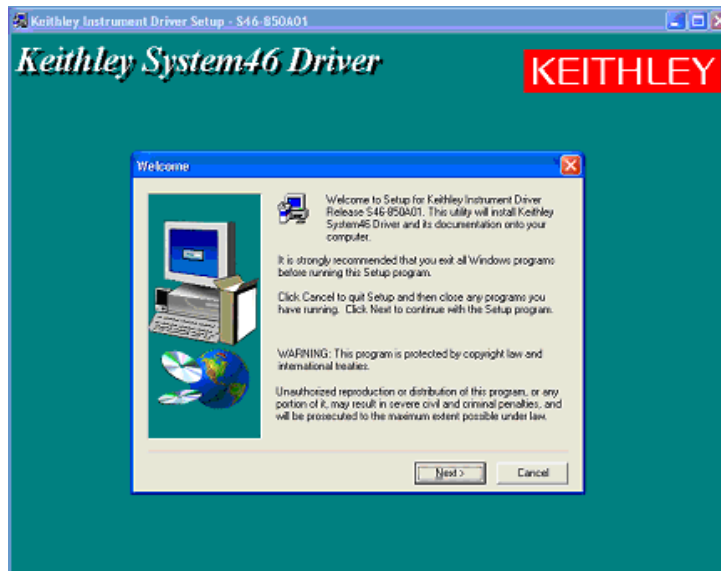 Keithley Instrument Driver Setup - S46-850A01
Keithley System46 Driver
KEITHLEY
Welcome
Welcome to Setup for Keithley Instrument Driver
Release S46-850A01. This utility will install Keithley
System46 Driver and its documentation onto your
computer.
It is strongly recommended that you exit all Windows programs
before running this Setup program.
Click Cancel to quit Setup and then close any programs you
have running. Click Next to continue with the Setup program.
WARNING: This program is protected by copyright law and
international treaties.
Unauthorized reproduction or distribution of this program, or any
portion of it, may result in severe civil and criminal penalties, and
will be prosecuted to the maximum extent possible under law.
Next >
Cancel